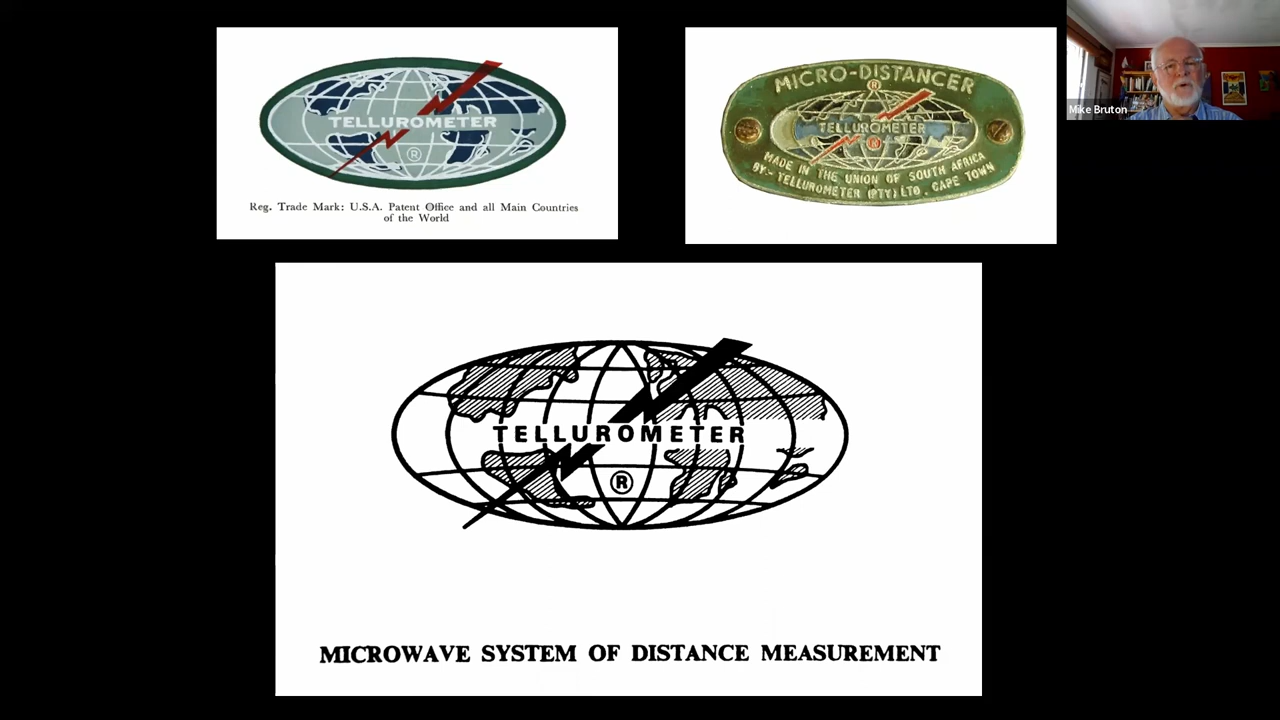 TELLUROMETER
®
Reg. Trade Mark: U.S.A. Patent Office and all Main Countries
of the World
MICRO-DISTANCER
®
TELLUROMETER
®
MADE IN THE UNION OF SOUTH AFRICA
BY:- TELLUROMETER (PTY) LTD. CAPE TOWN
Mike Bruton
TELLUROMETER
®
MICROWAVE SYSTEM OF DISTANCE MEASUREMENT